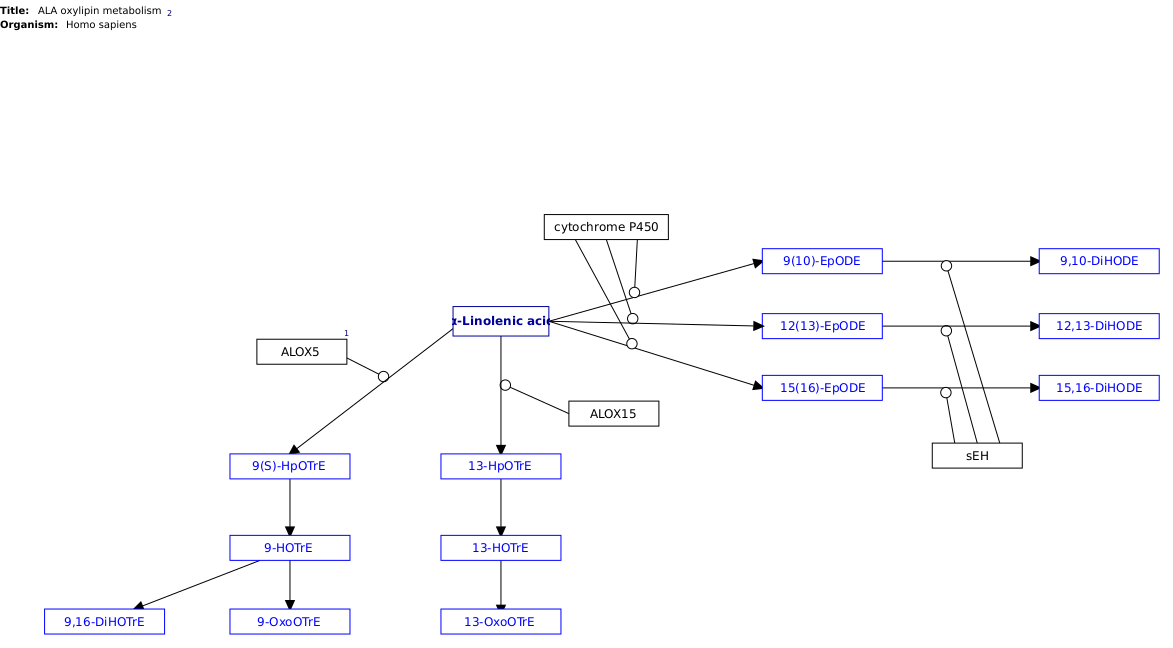 Title: ALA oxylipin metabolism 2
Organism: Homo sapiens
cytochrome P450
9(10)-EpODE
9,10-DiHODE
α-Linolenic acid
12(13)-EpODE
12,13-DiHODE
1
ALOX5
15(16)-EpODE
15,16-DiHODE
ALOX15
sEH
9(S)-HpOTrE
13-HpOTrE
9-HOTrE
13-HOTrE
9,16-DiHOTrE
9-OxoOTrE
13-OxoOTrE